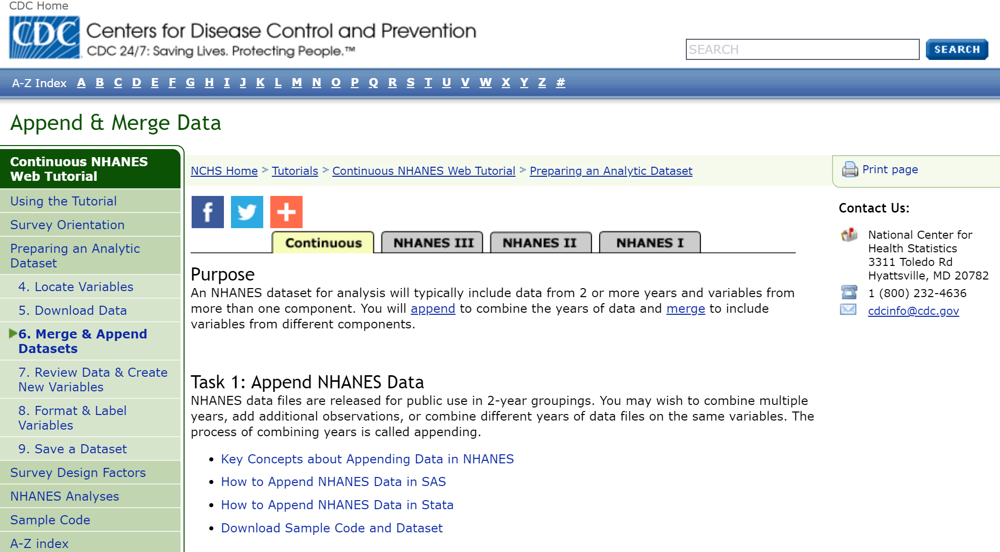 CDC Home
CDC Centers for Disease Control and Prevention
CDC 24/7: Saving Lives. Protecting People.™
SEARCH
SEARCH
A-Z Index A B C D E F G H I J K L M N O P Q R S T U V W X Y Z #
Append & Merge Data
Continuous NHANES
Web Tutorial
Using the Tutorial
Survey Orientation
Preparing an Analytic
Dataset
4. Locate Variables
5. Download Data
6. Merge & Append
Datasets
7. Review Data & Create
New Variables
8. Format & Label
Variables
9. Save a Dataset
Survey Design Factors
NHANES Analyses
Sample Code
A-Z index
NCHS Home > Tutorials > Continuous NHANES Web Tutorial > Preparing an Analytic Dataset
Continuous NHANES III NHANES II NHANES I
Purpose
An NHANES dataset for analysis will typically include data from 2 or more years and variables from
more than one component. You will append to combine the years of data and merge to include
variables from different components.
Task 1: Append NHANES Data
NHANES data files are released for public use in 2-year groupings. You may wish to combine multiple
years, add additional observations, or combine different years of data files on the same variables. The
process of combining years is called appending.
• Key Concepts about Appending Data in NHANES
• How to Append NHANES Data in SAS
• How to Append NHANES Data in Stata
• Download Sample Code and Dataset
Print page
Contact Us:
National Center for
Health Statistics
3311 Toledo Rd
Hyattsville, MD 20782
1 (800) 232-4636
cdcinfo@cdc.gov